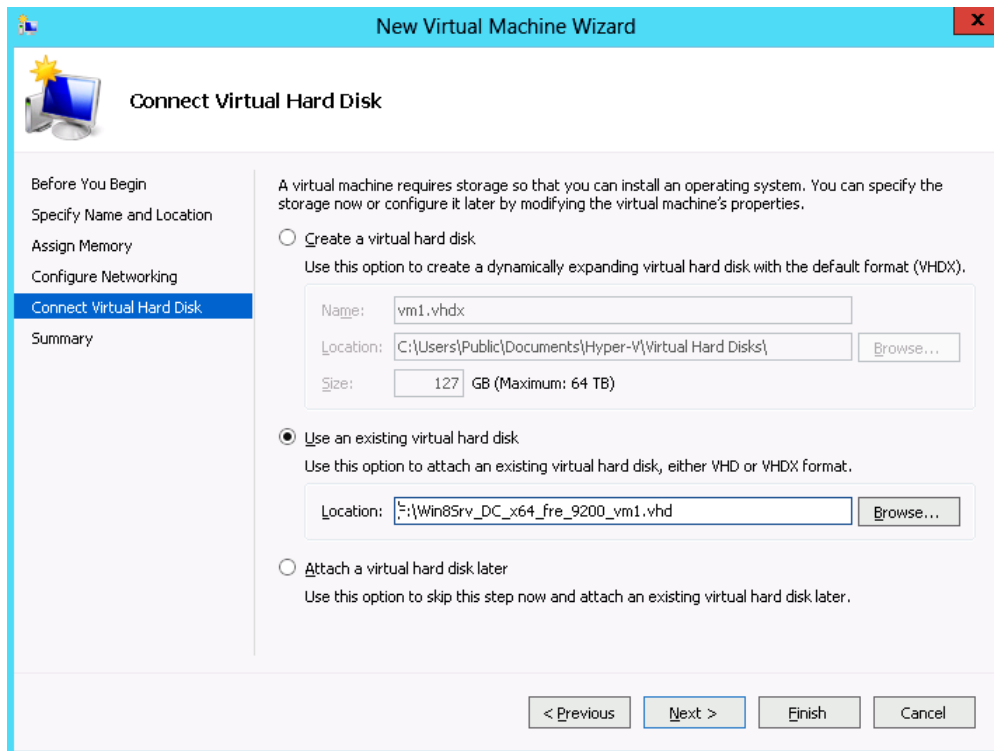 New Virtual Machine Wizard
x
Connect Virtual Hard Disk
Before You Begin
Specify Name and Location
Assign Memory
Configure Networking
Connect Virtual Hard Disk
Summary
A virtual machine requires storage so that you can install an operating system. You can specify the
storage now or configure it later by modifying the virtual machine's properties.
Create a virtual hard disk
Use this option to create a dynamically expanding virtual hard disk with the default format (VHDX).
Name: vm1.vhdx
Location: C:\Users\Public\Documents\Hyper-V\Virtual Hard Disks\ Browse...
Size: 127 GB (Maximum: 64 TB)
Use an existing virtual hard disk
Use this option to attach an existing virtual hard disk, either VHD or VHDX format.
Location: F:\Win8Srv_DC_x64_fre_9200_vm1.vhd Browse...
Attach a virtual hard disk later
Use this option to skip this step now and attach an existing virtual hard disk later.
< Previous Next > Finish Cancel